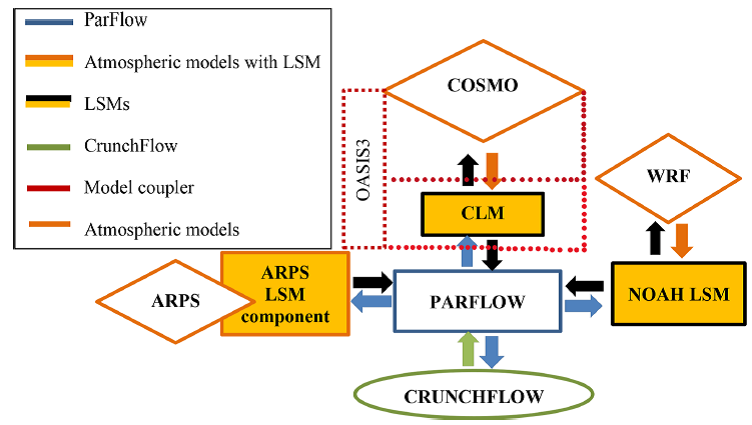 ParFlow
Atmospheric models with LSM
LSMs
CrunchFlow
Model coupler
Atmospheric models
COSMO
OASIS3
WRF
CLM
ARPS
ARPS
LSM
component
PARFLOW
NOAH LSM
CRUNCHFLOW